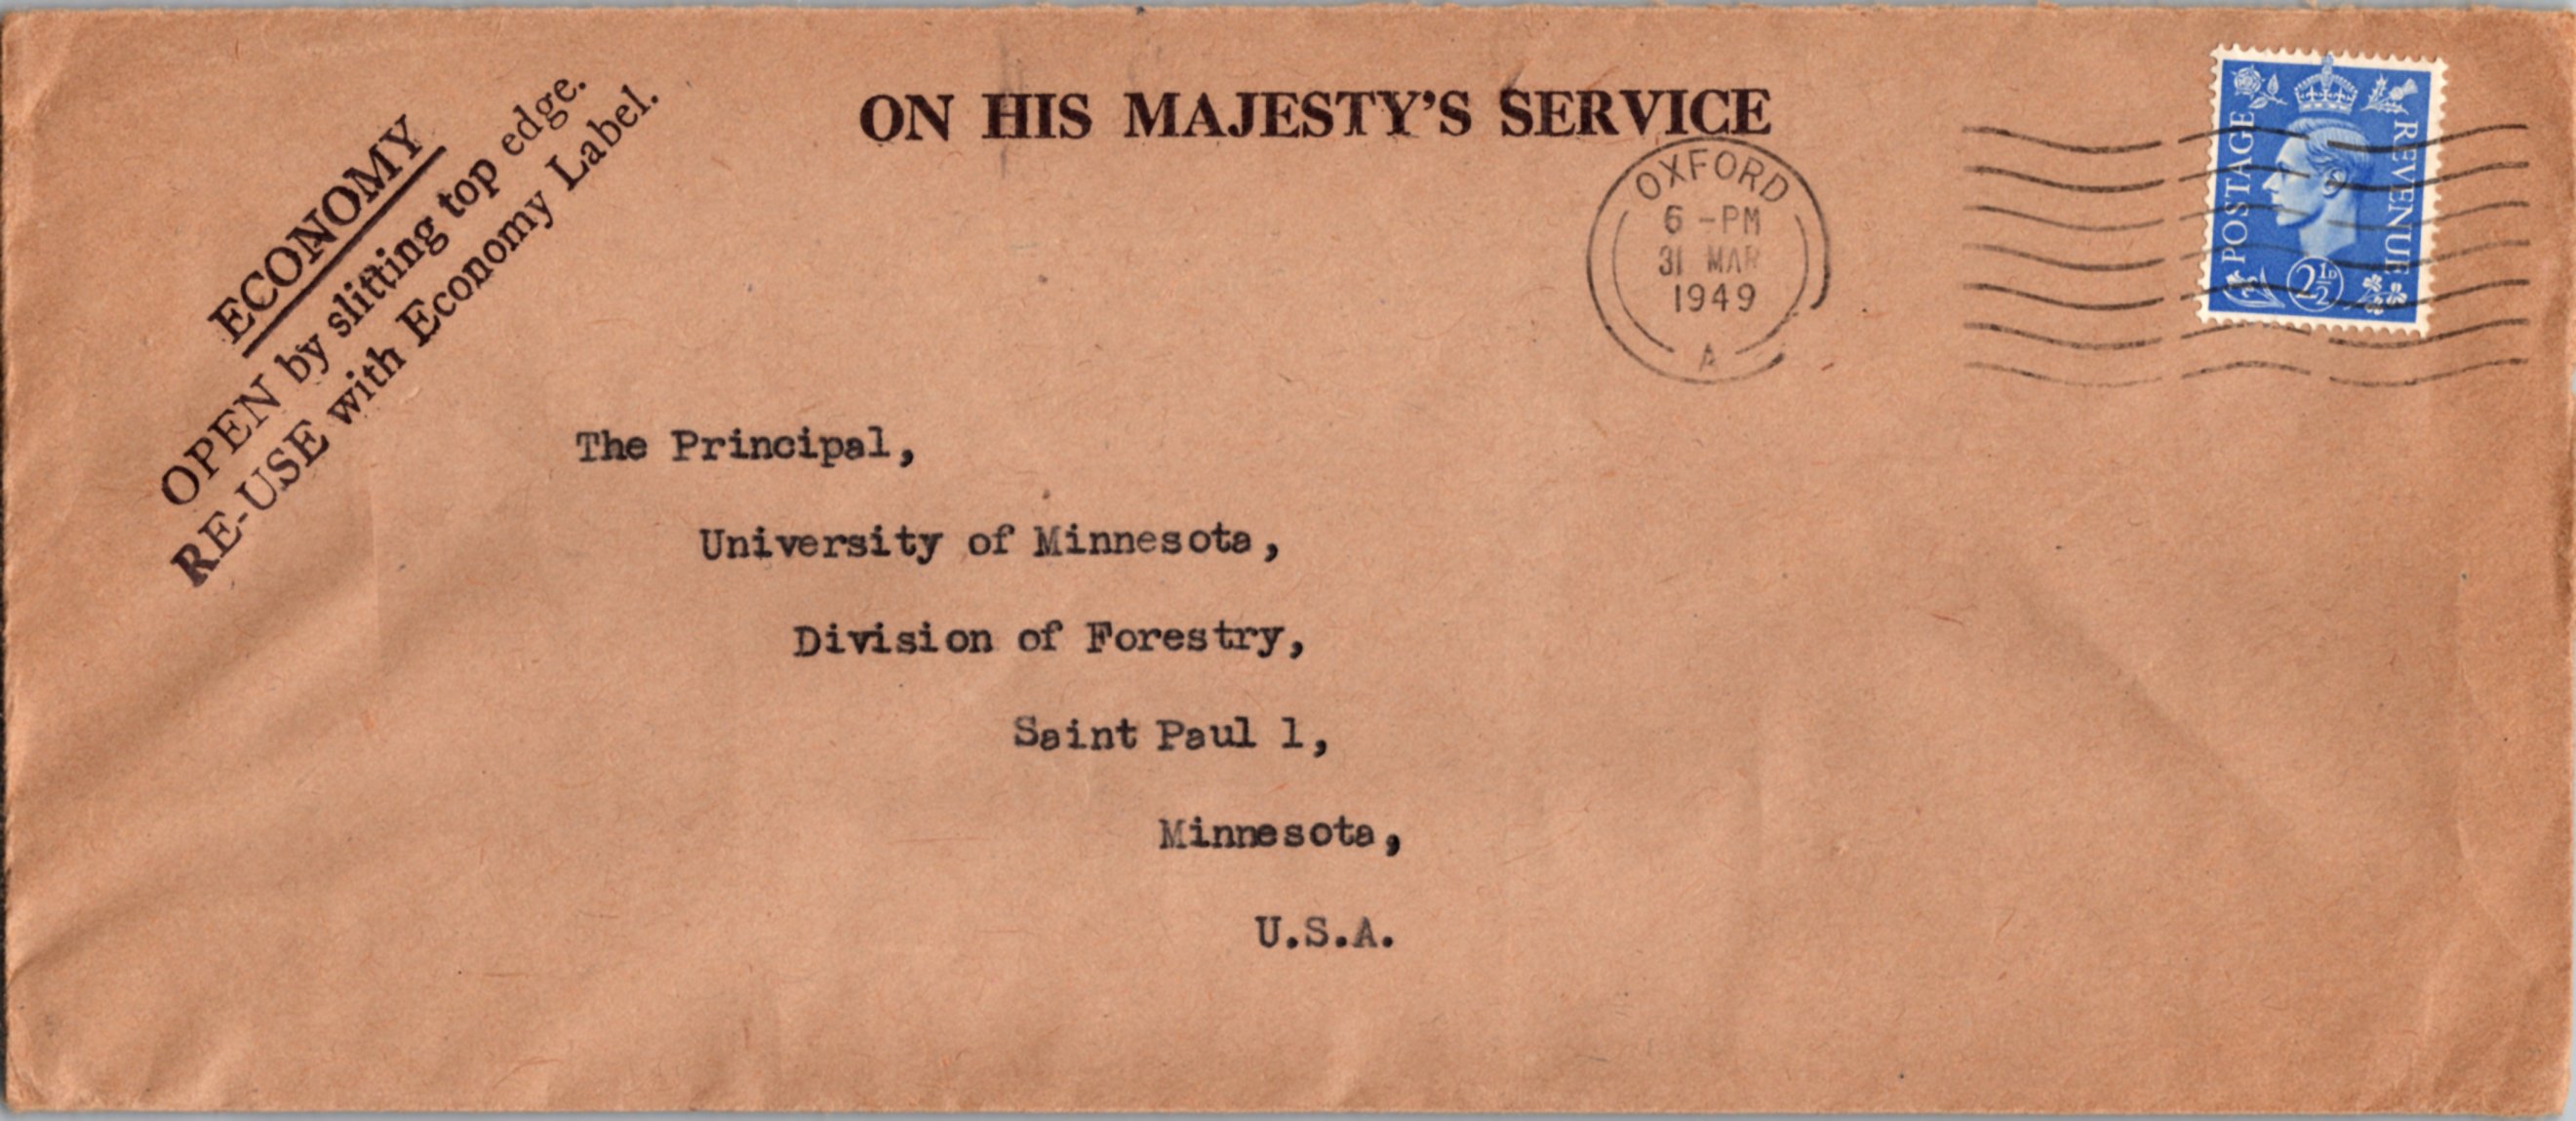 ECONOMY
OPEN by slitting top edge.
RE-USE with Economy Label.
ON HIS MAJESTY'S SERVICE
OXFORD
6 -PM
31 MAR
1949
A
POSTAGE
REVENUE
2½D
The Principal,
University of Minnesota,
Division of Forestry,
Saint Paul 1,
Minnesota,
U.S.A.